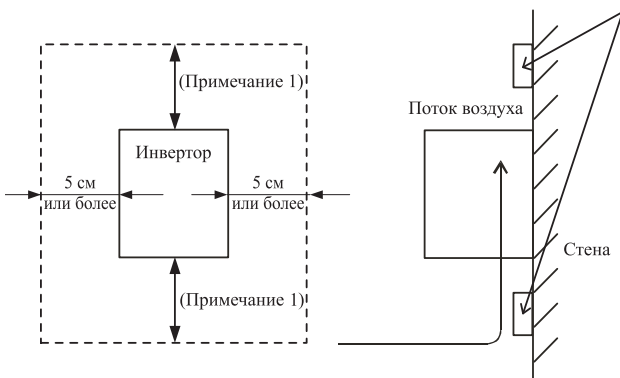 (Примечание 1)
Инвертор
5 см
или более
5 см
или более
(Примечание 1)
Поток воздуха
Стена